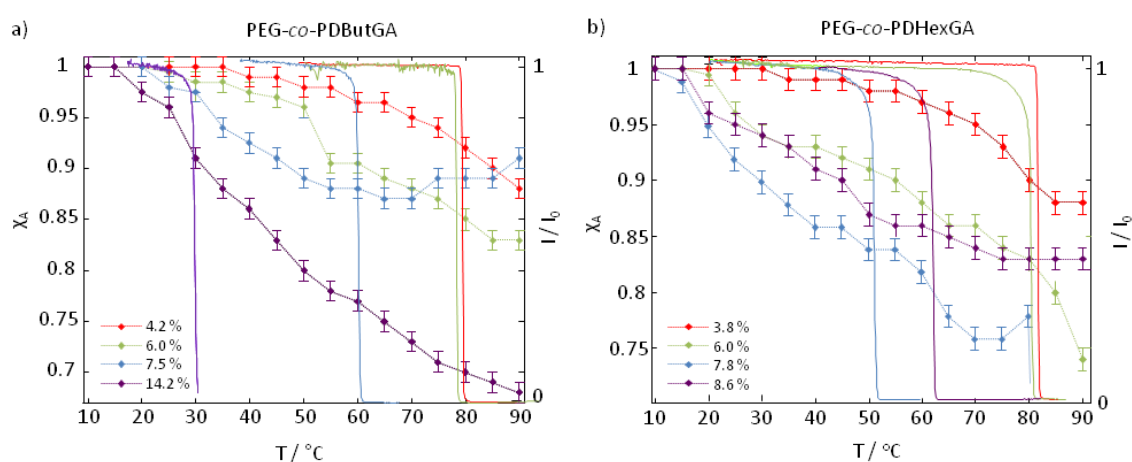 a)
PEG-co-PDButGA
1
0.95
0.9
0.85
0.8
0.75
0.7
χA
1
0
I / I0
4.2 %
6.0 %
7.5 %
14.2 %
10 20 30 40 50 60 70 80 90
T / °C
b)
PEG-co-PDHexGA
1
0.95
0.9
0.85
0.8
0.75
χA
1
0
I / I0
3.8 %
6.0 %
7.8 %
8.6 %
10 20 30 40 50 60 70 80 90
T / °C